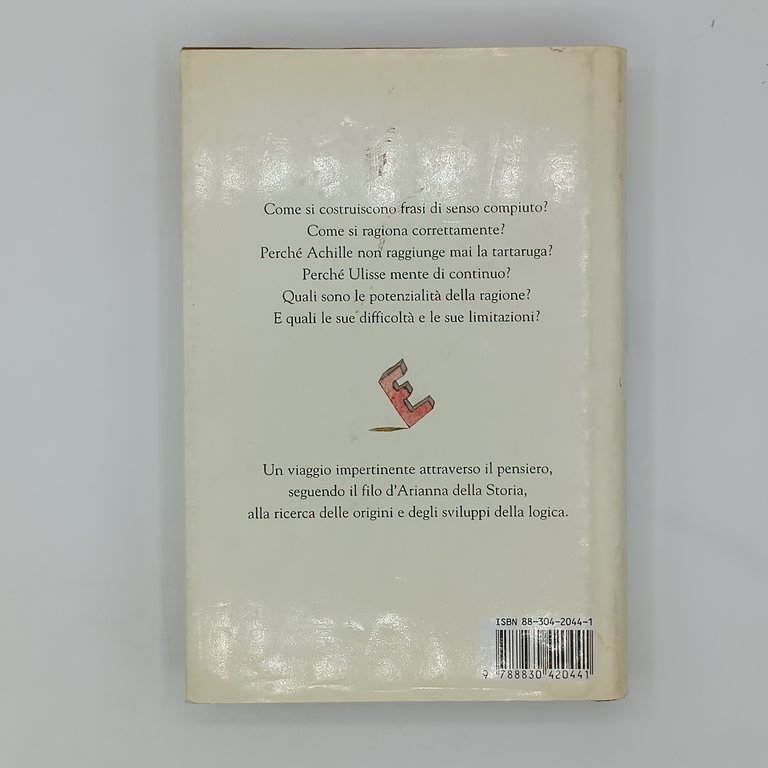 Come si costruiscono frasi di senso compiuto?
Come si ragiona correttamente?
Perché Achille non raggiunge mai la tartaruga?
Perché Ulisse mente di continuo?
Quali sono le potenzialità della ragione?
E quali le sue difficoltà e le sue limitazioni?
E
Un viaggio impertinente attraverso il pensiero,
seguendo il filo d'Arianna della Storia,
alla ricerca delle origini e degli sviluppi della logica.
ISBN 88-304-2044-1
9 788830 420441